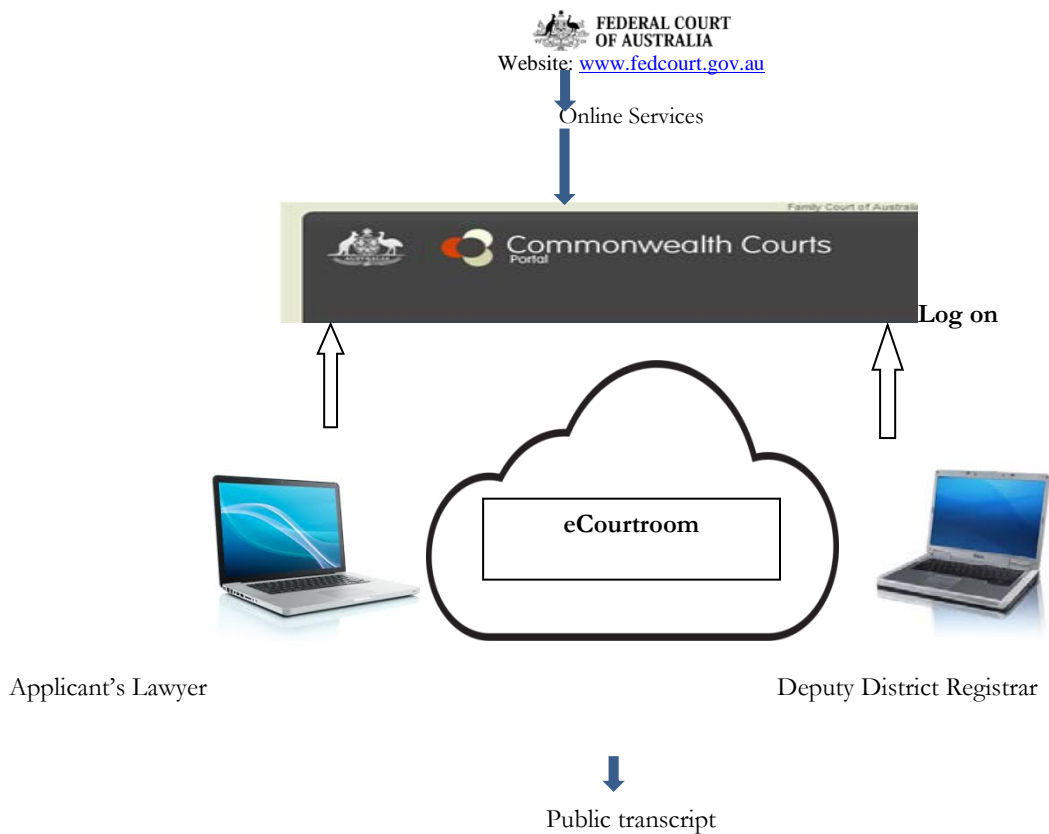 FEDERAL COURT
OF AUSTRALIA
Website: www.fedcourt.gov.au
Online Services
Family Court of Australia
Commonwealth Courts
Portal
Log on
eCourtroom
Applicant’s Lawyer
Deputy District Registrar
Public transcript